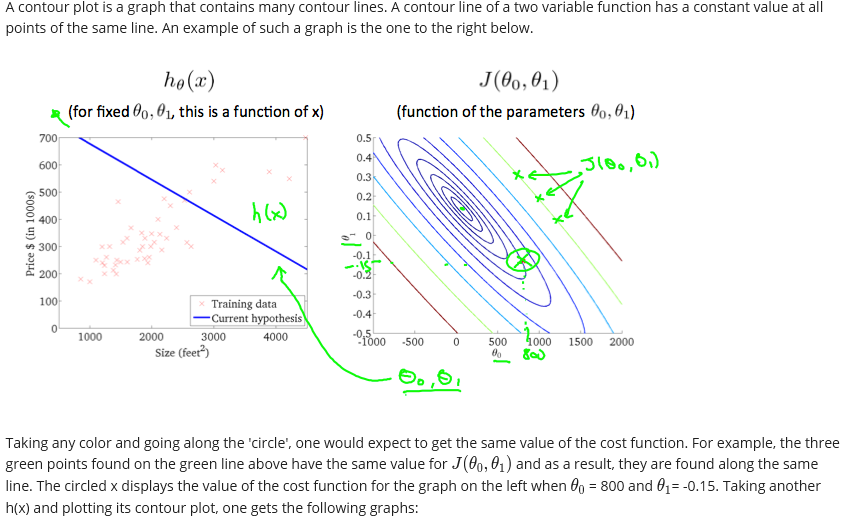 A contour plot is a graph that contains many contour lines. A contour line of a two variable function has a constant value at all
points of the same line. An example of such a graph is the one to the right below.
hθ(x)
(for fixed θ₀, θ₁, this is a function of x)
700
600
500
400
300
200
100
0
Price $ (in 1000s)
h(x)
Training data
Current hypothesis
1000 2000 3000 4000
Size (feet²)
J(θ₀, θ₁)
(function of the parameters θ₀, θ₁)
0.5
0.4
0.3
0.2
0.1
0
-0.1
-0.2
-0.3
-0.4
-0.5
θ₁
-.15
J(θ₀, θ₁)
-1000 -500 0 500 1000 1500 2000
θ₀
800
θ₀, θ₁
Taking any color and going along the 'circle', one would expect to get the same value of the cost function. For example, the three
green points found on the green line above have the same value for J(θ₀, θ₁) and as a result, they are found along the same
line. The circled x displays the value of the cost function for the graph on the left when θ₀ = 800 and θ₁= -0.15. Taking another
h(x) and plotting its contour plot, one gets the following graphs: